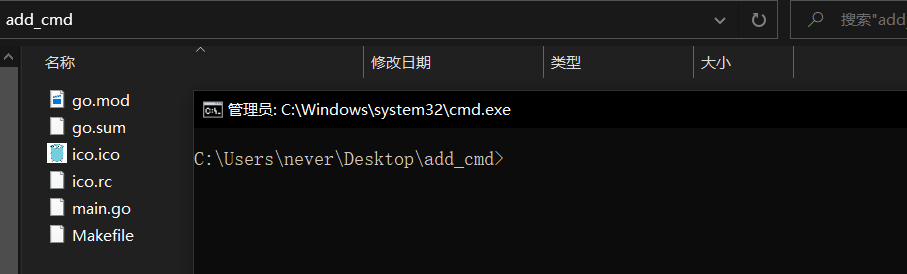 add_cmd
搜索"add_
名称
修改日期
类型
大小
go.mod
go.sum
ico.ico
ico.rc
main.go
Makefile
C:\.
管理员: C:\Windows\system32\cmd.exe
C:\Users\never\Desktop\add_cmd>